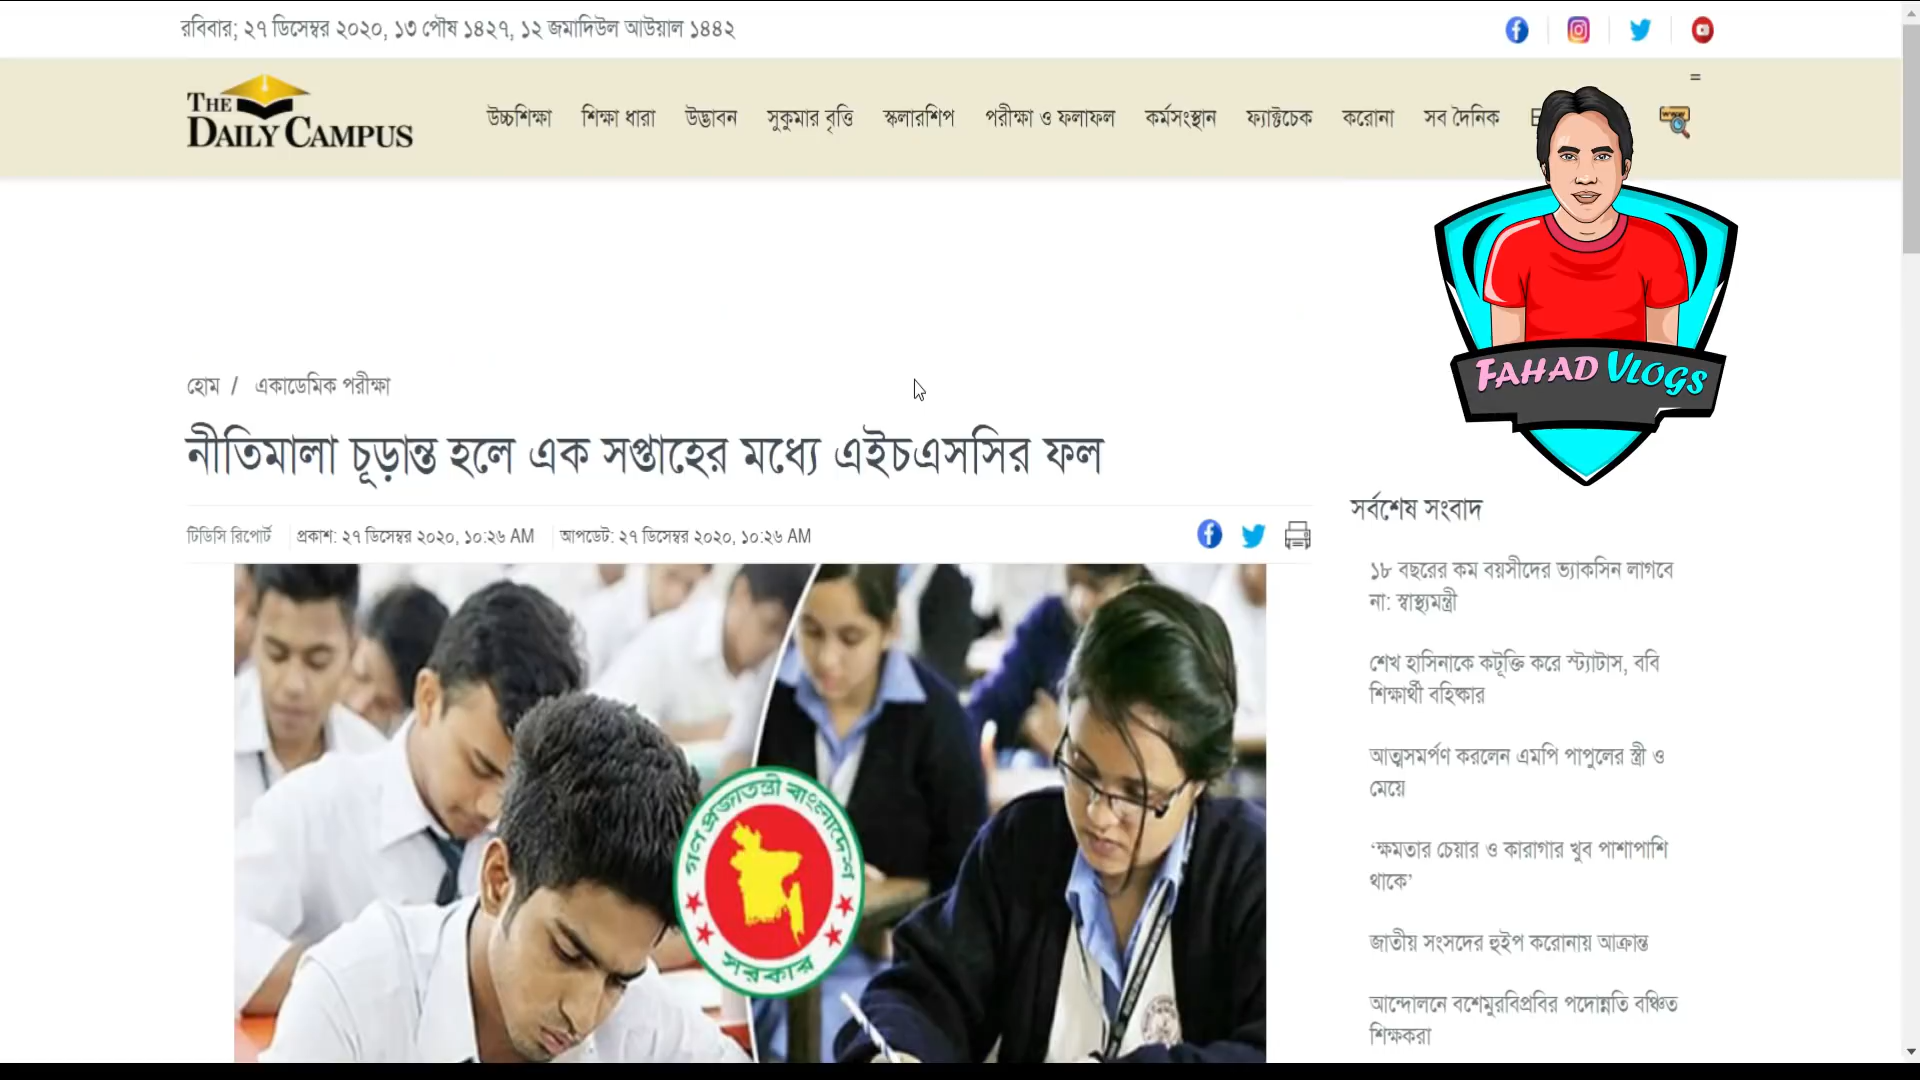 রবিবার; ২৭ ডিসেম্বর ২০২০, ১৩ পৌষ ১৪২৭, ১২ জমাদিউল আউয়াল ১৪৪২
THE
DAILY CAMPUS
উচ্চশিক্ষা শিক্ষা ধারা উদ্ভাবন সুকুমার বৃত্তি স্কলারশিপ পরীক্ষা ও ফলাফল কর্মসংস্থান ফ্যাক্টচেক করোনা সব দৈনিক
FAHAD VLOGS
হোম / একাডেমিক পরীক্ষা
নীতিমালা চূড়ান্ত হলে এক সপ্তাহের মধ্যে এইচএসসির ফল
টিডিসি রিপোর্ট প্রকাশ: ২৭ ডিসেম্বর ২০২০, ১০:২৬ AM আপডেট: ২৭ ডিসেম্বর ২০২০, ১০:২৬ AM
গণপ্রজাতন্ত্রী বাংলাদেশ
সরকার
সর্বশেষ সংবাদ
১৮ বছরের কম বয়সীদের ভ্যাকসিন লাগবে
না: স্বাস্থ্যমন্ত্রী
শেখ হাসিনাকে কটূক্তি করে স্ট্যাটাস, ববি
শিক্ষার্থী বহিষ্কার
আত্মসমর্পণ করলেন এমপি পাপুলের স্ত্রী ও
মেয়ে
‘ক্ষমতার চেয়ার ও কারাগার খুব পাশাপাশি
থাকে’
জাতীয় সংসদের হুইপ করোনায় আক্রান্ত
আন্দোলনে বশেমুরবিপ্রবির পদোন্নতি বঞ্চিত
শিক্ষকরা